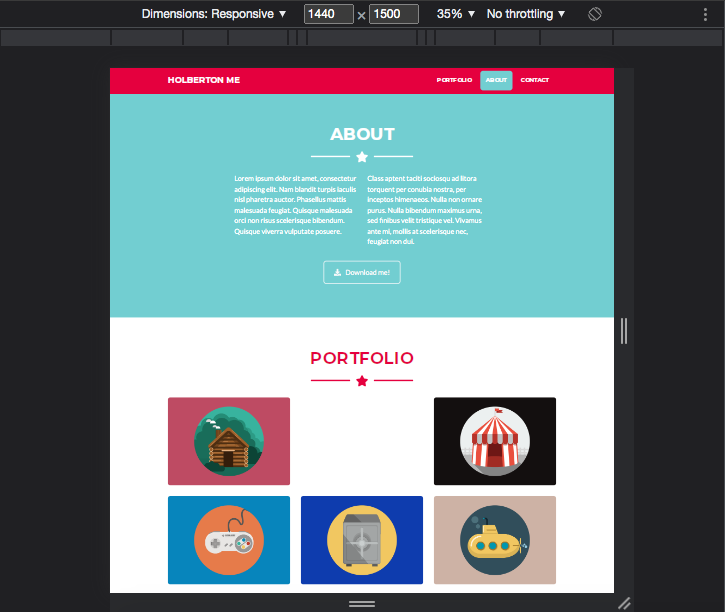 Dimensions: Responsive ▼ 1440 × 1500 35% ▼ No throttling ▼
HOLBERTON ME PORTFOLIO ABOUT CONTACT
ABOUT
Lorem ipsum dolor sit amet, consectetur
adipiscing elit. Nam blandit turpis iaculis
nisl pharetra auctor. Phasellus mattis
malesuada feugiat. Quisque malesuada
orci non risus scelerisque bibendum.
Quisque viverra vulputate posuere.
Class aptent taciti sociosqu ad litora
torquent per conubia nostra, per
inceptos himenaeos. Nulla non ornare
purus. Nulla bibendum maximus urna,
sed finibus velit tristique vel. Vivamus
ante mi, mollis at scelerisque nec,
feugiat non dui.
Download me!
PORTFOLIO